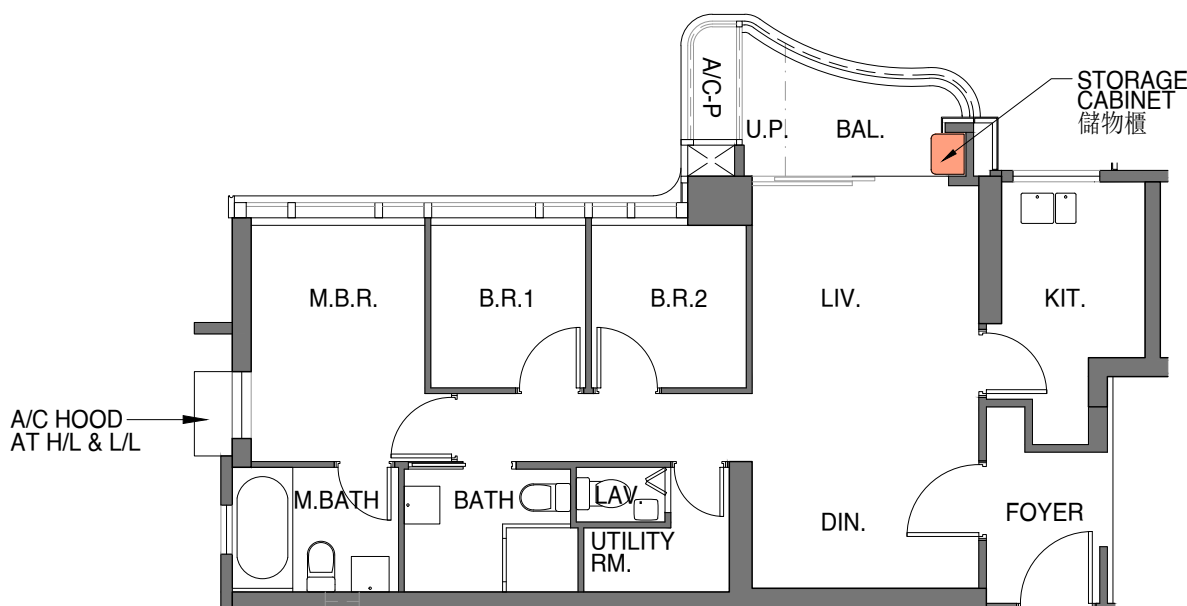 A/C-P
STORAGE
CABINET
儲物櫃
U.P.
BAL.
M.B.R.
B.R.1
B.R.2
LIV.
KIT.
A/C HOOD
AT H/L & L/L
M.BATH
BATH
LAV
UTILITY
RM.
DIN.
FOYER